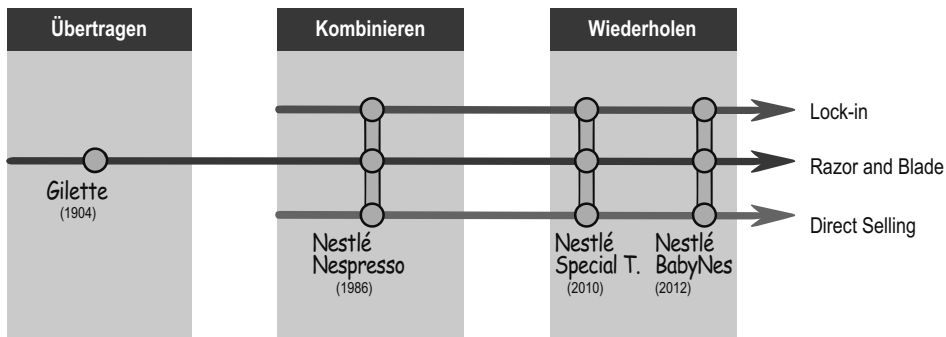 Übertragen
Kombinieren
Wiederholen
Lock-in
Razor and Blade
Direct Selling
Gilette
(1904)
Nestlé
Nespresso
(1986)
Nestlé
Special T.
(2010)
Nestlé
BabyNes
(2012)